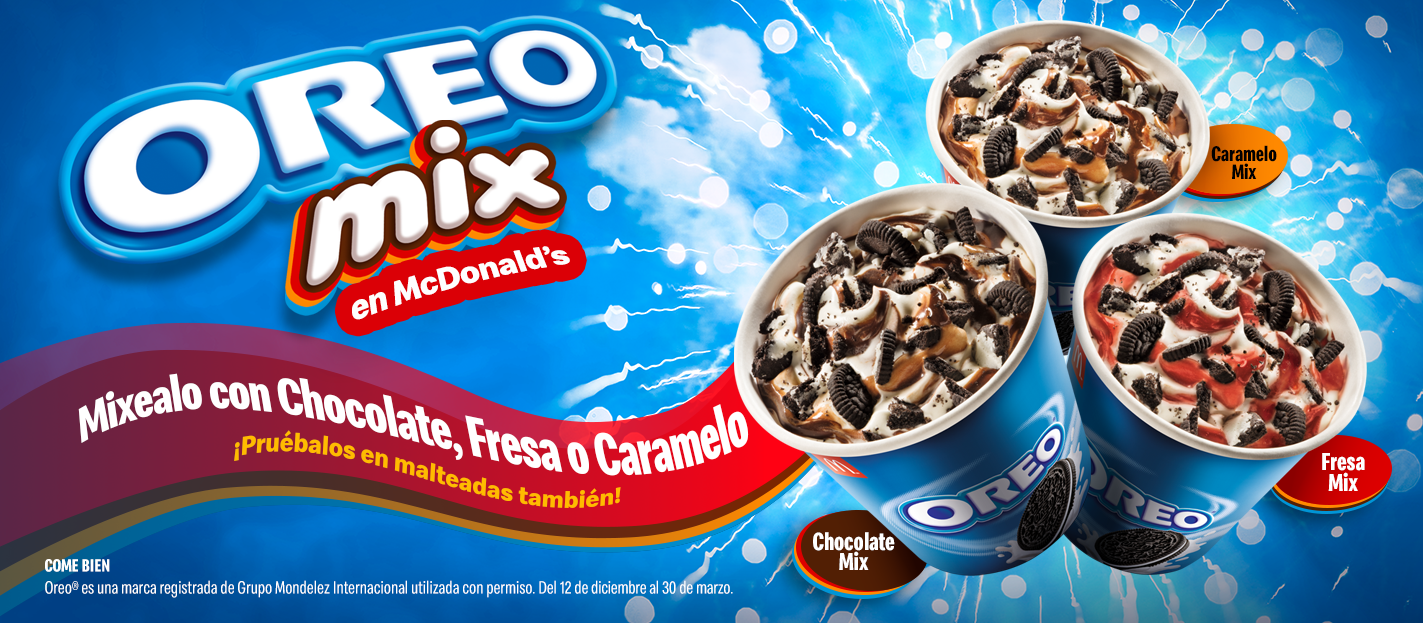 OREO
mix
en McDonald's
Mixealo con Chocolate, Fresa o Caramelo
¡Pruébalos en malteadas también!
COME BIEN
Oreo® es una marca registrada de Grupo Mondelez Internacional utilizada con permiso. Del 12 de diciembre al 30 de marzo.
Caramelo
Mix
Fresa
Mix
Chocolate
Mix
OREO
OREO